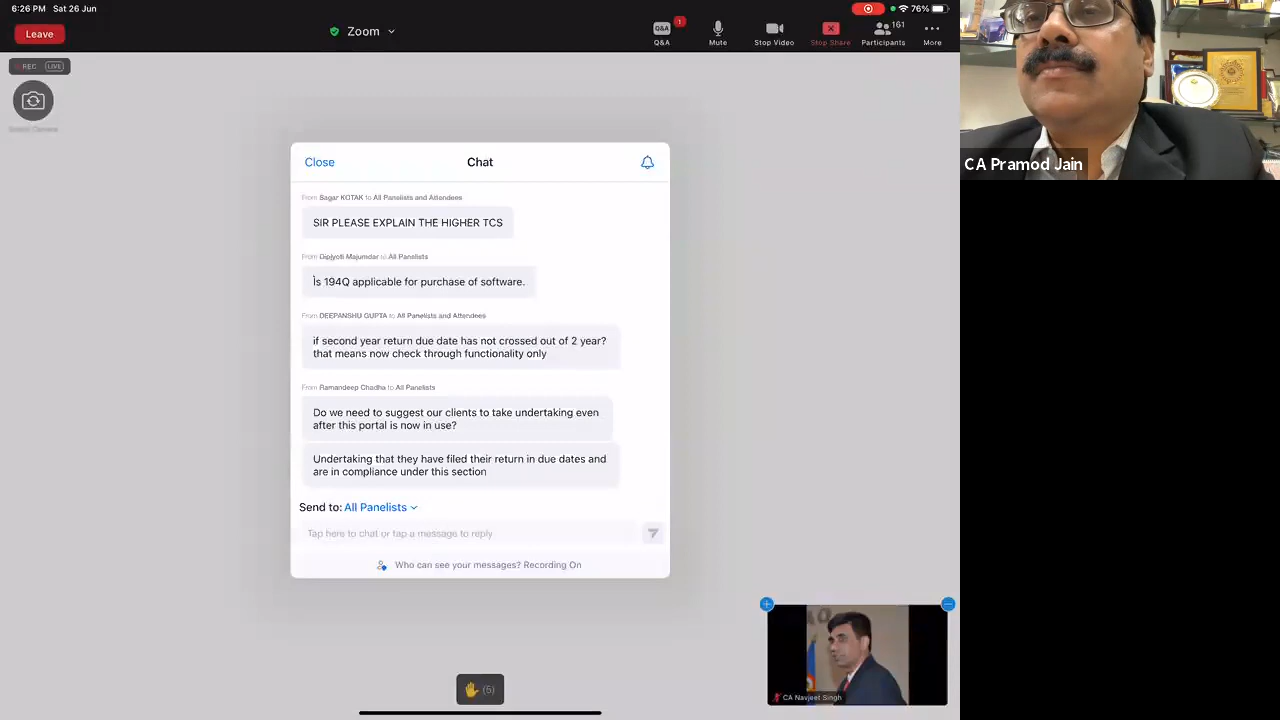 6:26 PM Sat 26 Jun
76%
Leave
Zoom
1
Q&A
Q&A
Mute
Stop Video
Stop Share
161
Participants
More
REC LIVE
Switch Camera
Close
Chat
From Sagar KOTAK to All Panelists and Attendees
SIR PLEASE EXPLAIN THE HIGHER TCS
From Dipjyoti Majumdar to All Panelists
Is 194Q applicable for purchase of software.
From DEEPANSHU GUPTA to All Panelists and Attendees
if second year return due date has not crossed out of 2 year?
that means now check through functionality only
From Ramandeep Chadha to All Panelists
Do we need to suggest our clients to take undertaking even
after this portal is now in use?
Undertaking that they have filed their return in due dates and
are in compliance under this section
Send to: All Panelists
Tap here to chat or tap a message to reply
Who can see your messages? Recording On
(5)
CA Navjeet Singh
CA Pramod Jain